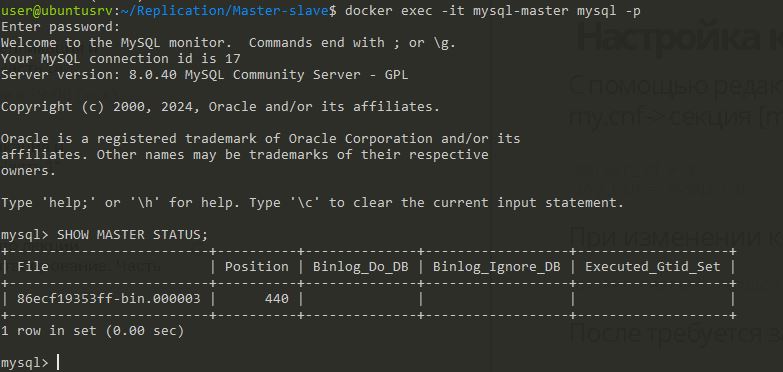 user@ubuntusrv:~/Replication/Master-slave$ docker exec -it mysql-master mysql -p
Enter password:
Welcome to the MySQL monitor.  Commands end with ; or \g.
Your MySQL connection id is 17
Server version: 8.0.40 MySQL Community Server - GPL
Copyright (c) 2000, 2024, Oracle and/or its affiliates.
Oracle is a registered trademark of Oracle Corporation and/or its
affiliates. Other names may be trademarks of their respective
owners.
Type 'help;' or '\h' for help. Type '\c' to clear the current input statement.
mysql> SHOW MASTER STATUS;
+-------------------------+----------+--------------+------------------+-------------------+
| File                    | Position | Binlog_Do_DB | Binlog_Ignore_DB | Executed_Gtid_Set |
+-------------------------+----------+--------------+------------------+-------------------+
| 86ecf19353ff-bin.000003 |      440 |              |                  |                   |
+-------------------------+----------+--------------+------------------+-------------------+
1 row in set (0.00 sec)
mysql>
Настройка к
С помощью редак
my.cnf-> секция [m
При изменении к
После требуется за